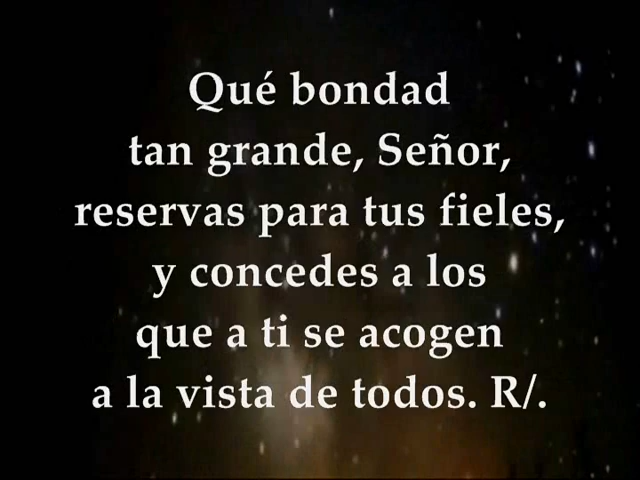 Qué bondad
tan grande, Señor,
reservas para tus fieles,
y concedes a los
que a ti se acogen
a la vista de todos. R/.